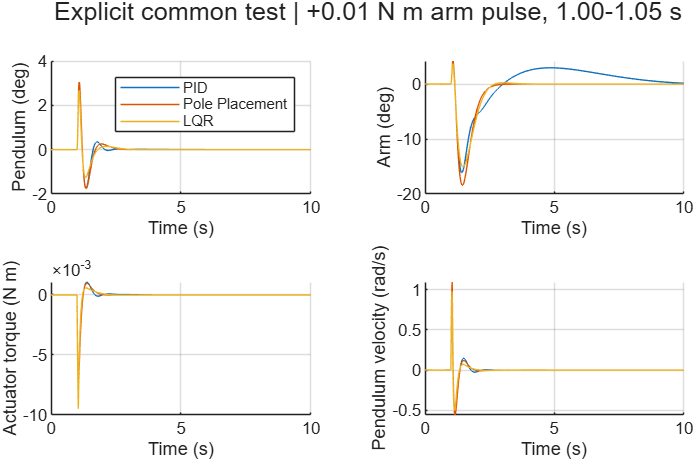 Explicit common test | +0.01 N m arm pulse, 1.00-1.05 s
Pendulum (deg)
4
2
0
-2
0
5
10
Time (s)
PID
Pole Placement
LQR
Arm (deg)
0
-10
-20
0
5
10
Time (s)
Actuator torque (N m)
×10⁻³
0
-5
-10
0
5
10
Time (s)
Pendulum velocity (rad/s)
1
0.5
0
-0.5
0
5
10
Time (s)